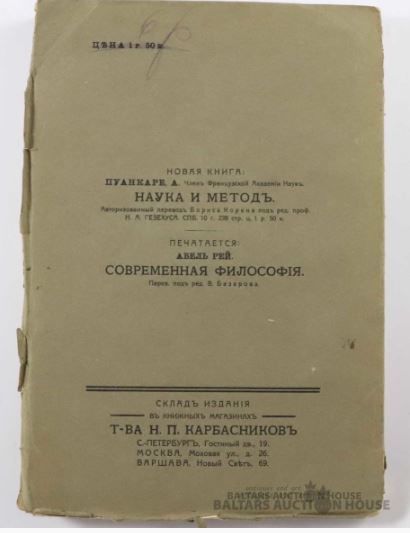 ЦѢНА 1 р. 50 к.
НОВАЯ КНИГА:
ПУАНКАРЕ, А. Членъ Французской Академіи Наукъ.
НАУКА И МЕТОДЪ.
Авторизованный переводъ Бориса Корена подъ ред. проф.
Н. А. ГЕЗЕХУСА. СПБ. 10 г. 238 стр. ц. 1 р. 50 к.
ПЕЧАТАЕТСЯ:
АБЕЛЬ РЕЙ.
СОВРЕМЕННАЯ ФИЛОСОФІЯ.
Перев. подъ ред. В. Базарова.
СКЛАДЪ ИЗДАНІЯ
ВЪ КНИЖНЫХЪ МАГАЗИНАХЪ
Т-ВА Н. П. КАРБАСНИКОВЪ
С.-ПЕТЕРБУРГЪ, Гостиный дв., 19.
МОСКВА, Моховая ул., д. 26.
ВАРШАВА, Новый Свѣтъ, 69.
BALTARS AUCTION HOUSE
BALTARS AUCTION HOUSE